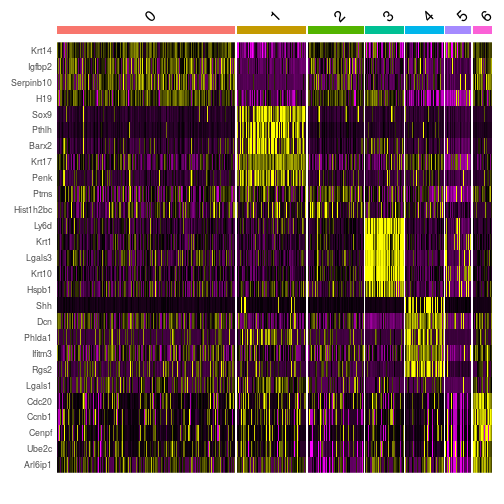 0 1 2 3 4 5 6
Krt14
Igfbp2
Serpinb10
H19
Sox9
Pthlh
Barx2
Krt17
Penk
Ptms
Hist1h2bc
Ly6d
Krt1
Lgals3
Krt10
Hspb1
Shh
Dcn
Phlda1
Ifitm3
Rgs2
Lgals1
Cdc20
Ccnb1
Cenpf
Ube2c
Arl6ip1